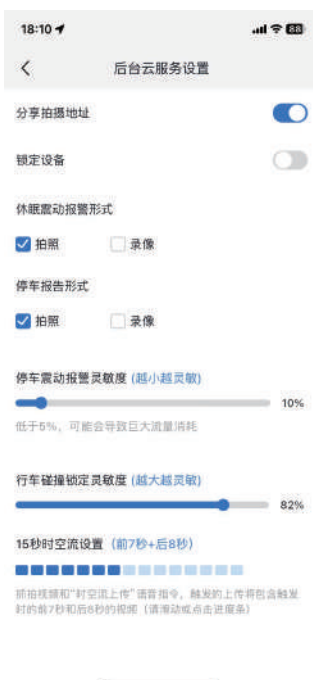 18:10
88
后台云服务设置
分享拍摄地址
锁定设备
休眠震动报警形式
拍照 录像
停车报告形式
拍照 录像
停车震动报警灵敏度 (越小越灵敏)
10%
低于5%，可能会导致巨大流量消耗
行车碰撞锁定灵敏度 (越大越灵敏)
82%
15秒时空流设置 (前7秒+后8秒)
抓拍视频和“时空流上传”语音指令，触发的上传将包含触发
时的前7秒和后8秒的视频（请滑动或点击进度条）